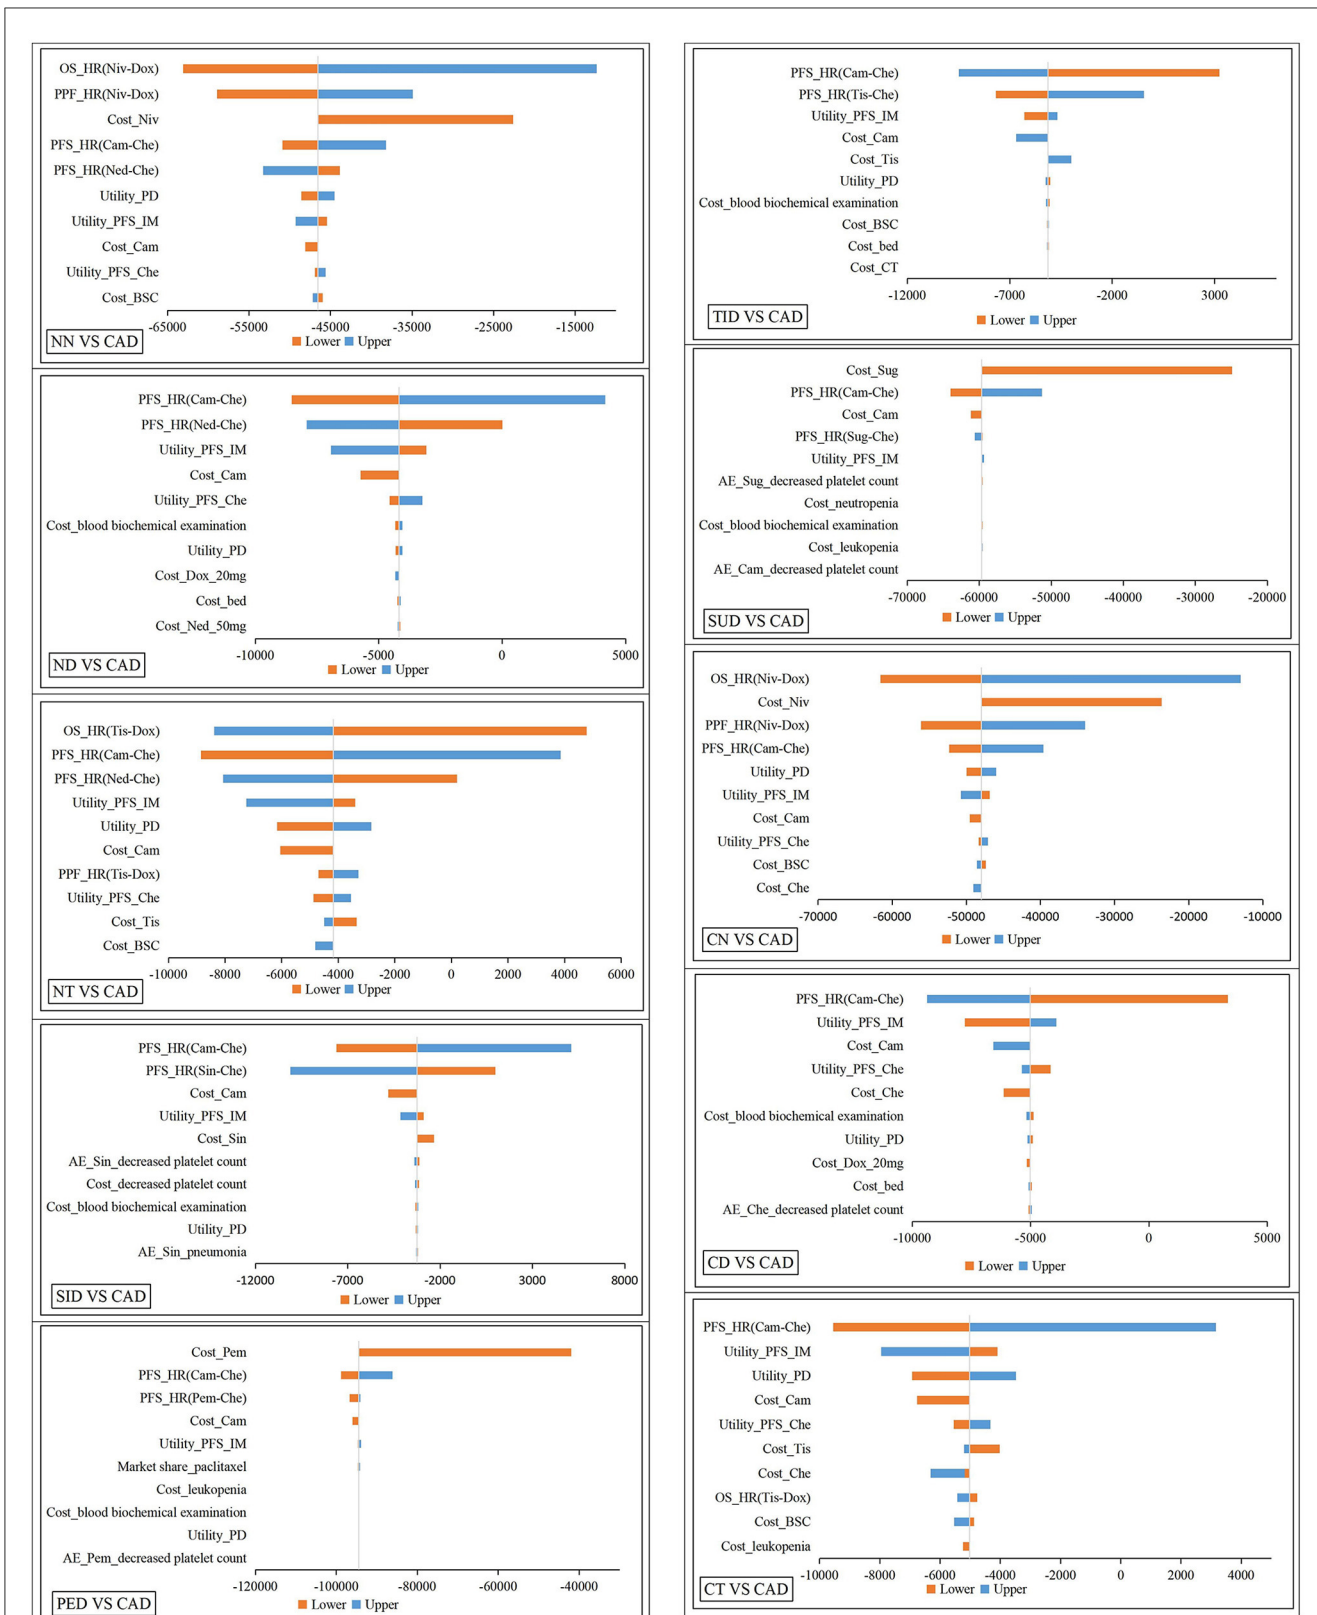 OS_HR(Niv-Dox)
PPF_HR(Niv-Dox)
Cost_Niv
PFS_HR(Cam-Che)
PFS_HR(Ned-Che)
Utility_PD
Utility_PFS_IM
Cost_Cam
Utility_PFS_Che
Cost_BSC
-65000 -55000 -45000 -35000 -25000 -15000
NN VS CAD
Lower Upper
PFS_HR(Cam-Che)
PFS_HR(Ned-Che)
Utility_PFS_IM
Cost_Cam
Utility_PFS_Che
Cost_blood biochemical examination
Utility_PD
Cost_Dox_20mg
Cost_bed
Cost_Ned_50mg
-10000 -5000 0 5000
ND VS CAD
Lower Upper
OS_HR(Tis-Dox)
PFS_HR(Cam-Che)
PFS_HR(Ned-Che)
Utility_PFS_IM
Utility_PD
Cost_Cam
PPF_HR(Tis-Dox)
Utility_PFS_Che
Cost_Tis
Cost_BSC
-10000 -8000 -6000 -4000 -2000 0 2000 4000 6000
NT VS CAD
Lower Upper
PFS_HR(Cam-Che)
PFS_HR(Sin-Che)
Cost_Cam
Utility_PFS_IM
Cost_Sin
AE_Sin_decreased platelet count
Cost_decreased platelet count
Cost_blood biochemical examination
Utility_PD
AE_Sin_pneumonia
-12000 -7000 -2000 3000 8000
SID VS CAD
Lower Upper
Cost_Pem
PFS_HR(Cam-Che)
PFS_HR(Pem-Che)
Cost_Cam
Utility_PFS_IM
Market share_paclitaxel
Cost_leukopenia
Cost_blood biochemical examination
Utility_PD
AE_Pem_decreased platelet count
-120000 -100000 -80000 -60000 -40000
PED VS CAD
Lower Upper
PFS_HR(Cam-Che)
PFS_HR(Tis-Che)
Utility_PFS_IM
Cost_Cam
Cost_Tis
Utility_PD
Cost_blood biochemical examination
Cost_BSC
Cost_bed
Cost_CT
-12000 -7000 -2000 3000
TID VS CAD
Lower Upper
Cost_Sug
PFS_HR(Cam-Che)
Cost_Cam
PFS_HR(Sug-Che)
Utility_PFS_IM
AE_Sug_decreased platelet count
Cost_neutropenia
Cost_blood biochemical examination
Cost_leukopenia
AE_Cam_decreased platelet count
-70000 -60000 -50000 -40000 -30000 -20000
SUD VS CAD
Lower Upper
OS_HR(Niv-Dox)
Cost_Niv
PPF_HR(Niv-Dox)
PFS_HR(Cam-Che)
Utility_PD
Utility_PFS_IM
Cost_Cam
Utility_PFS_Che
Cost_BSC
Cost_Che
-70000 -60000 -50000 -40000 -30000 -20000 -10000
CN VS CAD
Lower Upper
PFS_HR(Cam-Che)
Utility_PFS_IM
Cost_Cam
Utility_PFS_Che
Cost_Che
Cost_blood biochemical examination
Utility_PD
Cost_Dox_20mg
Cost_bed
AE_Che_decreased platelet count
-10000 -5000 0 5000
CD VS CAD
Lower Upper
PFS_HR(Cam-Che)
Utility_PFS_IM
Utility_PD
Cost_Cam
Utility_PFS_Che
Cost_Tis
Cost_Che
OS_HR(Tis-Dox)
Cost_BSC
Cost_leukopenia
-10000 -8000 -6000 -4000 -2000 0 2000 4000
CT VS CAD
Lower Upper